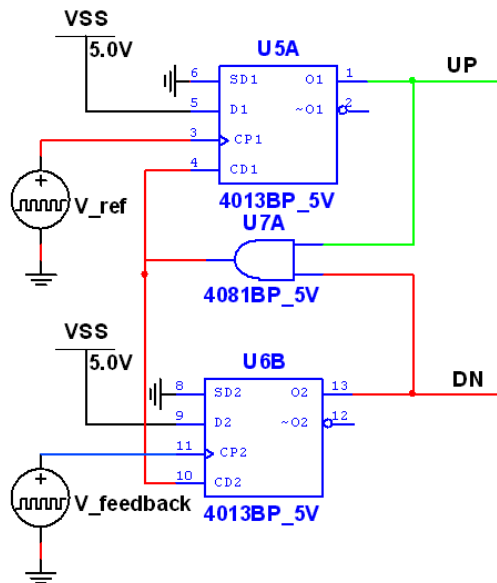 VSS
5.0V
U5A
6 SD1 O1 1 UP
5 D1 ~O1 2
3 CP1
4 CD1
V_ref
4013BP_5V
U7A
4081BP_5V
VSS
5.0V
U6B
8 SD2 O2 13 DN
9 D2 ~O2 12
11 CP2
10 CD2
V_feedback
4013BP_5V